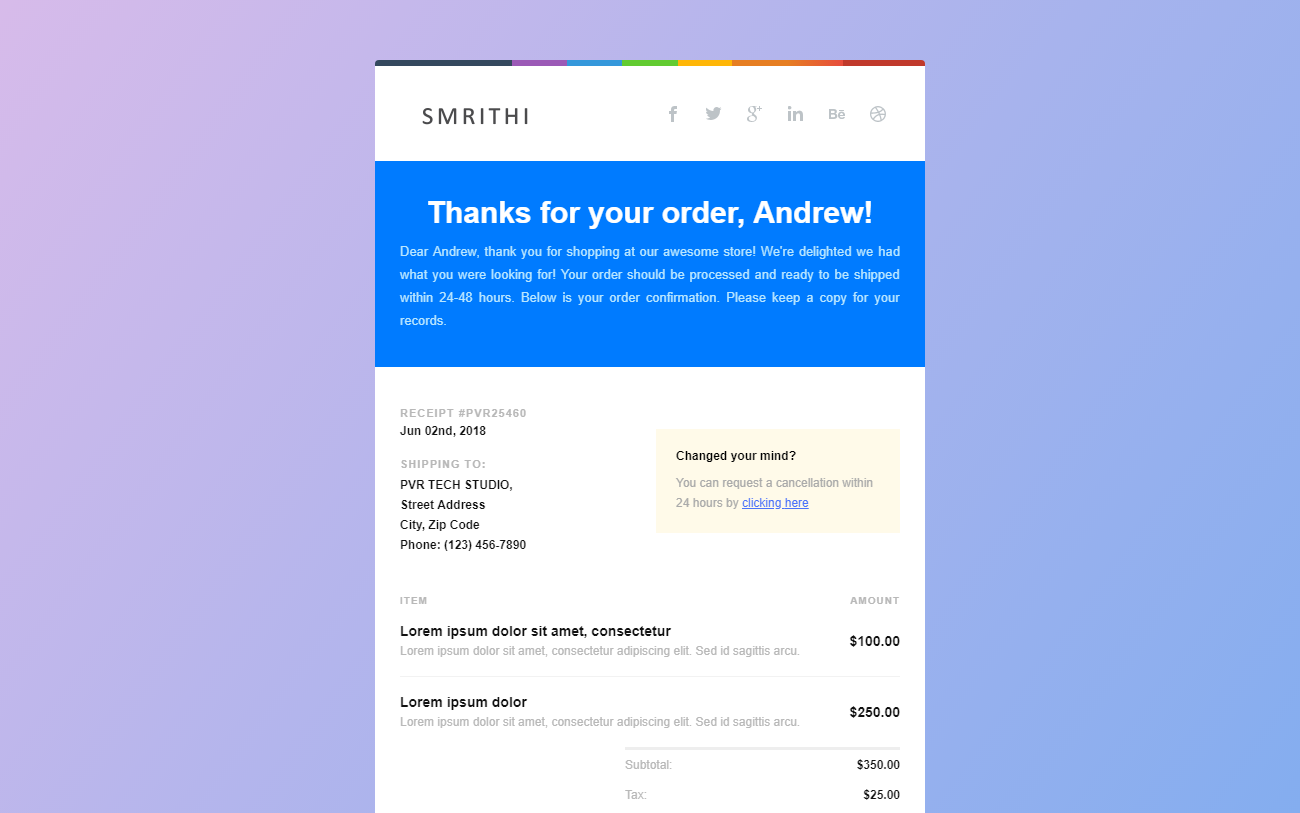 SMRITHI
Bē
Thanks for your order, Andrew!
Dear Andrew, thank you for shopping at our awesome store! We're delighted we had
what you were looking for! Your order should be processed and ready to be shipped
within 24-48 hours. Below is your order confirmation. Please keep a copy for your
records.
RECEIPT #PVR25460
Jun 02nd, 2018
SHIPPING TO:
PVR TECH STUDIO,
Street Address
City, Zip Code
Phone: (123) 456-7890
Changed your mind?
You can request a cancellation within
24 hours by clicking here
ITEM AMOUNT
Lorem ipsum dolor sit amet, consectetur
Lorem ipsum dolor sit amet, consectetur adipiscing elit. Sed id sagittis arcu.
$100.00
Lorem ipsum dolor
Lorem ipsum dolor sit amet, consectetur adipiscing elit. Sed id sagittis arcu.
$250.00
Subtotal: $350.00
Tax: $25.00